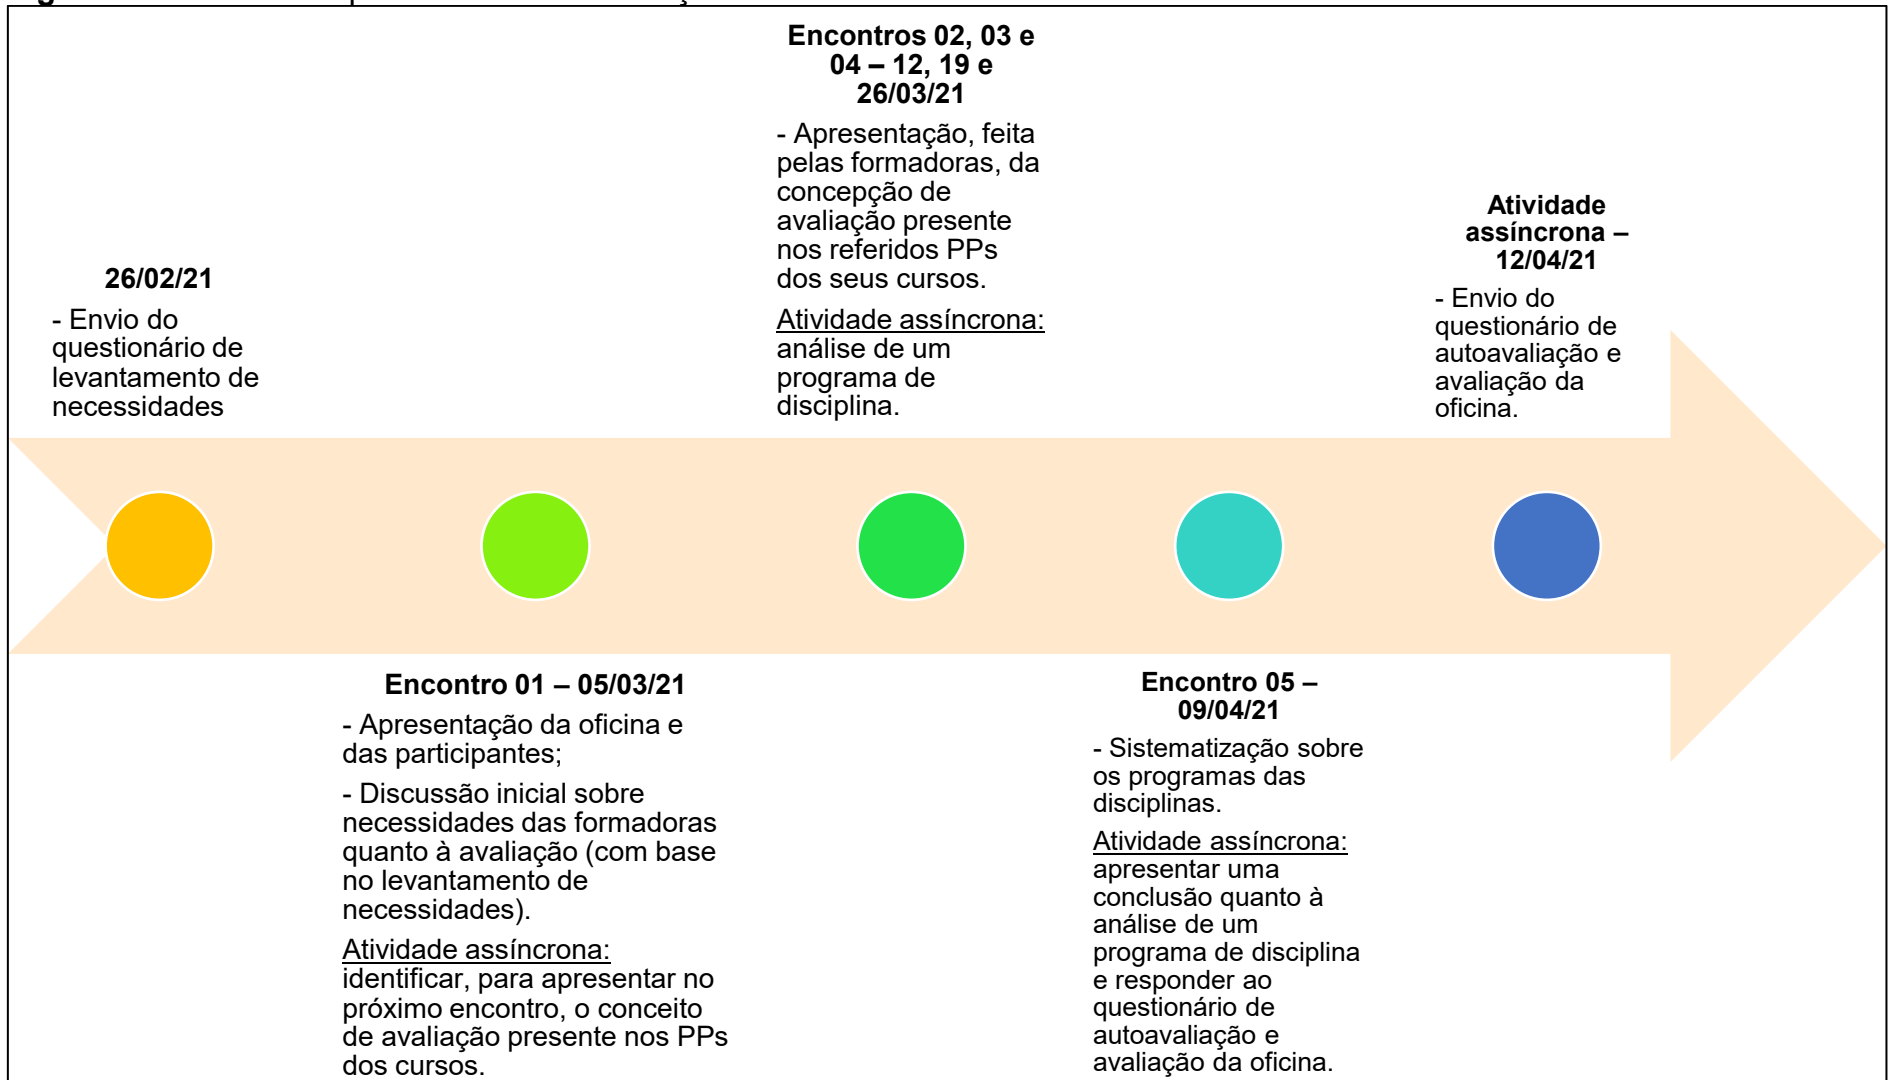 26/02/21
- Envio do
questionário de
levantamento de
necessidades
Encontro 01 – 05/03/21
- Apresentação da oficina e
das participantes;
- Discussão inicial sobre
necessidades das formadoras
quanto à avaliação (com base
no levantamento de
necessidades).
Atividade assíncrona:
identificar, para apresentar no
próximo encontro, o conceito
de avaliação presente nos PPs
dos cursos.
Encontros 02, 03 e
04 – 12, 19 e
26/03/21
- Apresentação, feita
pelas formadoras, da
concepção de
avaliação presente
nos referidos PPs
dos seus cursos.
Atividade assíncrona:
análise de um
programa de
disciplina.
Encontro 05 –
09/04/21
- Sistematização sobre
os programas das
disciplinas.
Atividade assíncrona:
apresentar uma
conclusão quanto à
análise de um
programa de disciplina
e responder ao
questionário de
autoavaliação e
avaliação da oficina.
Atividade
assíncrona –
12/04/21
- Envio do
questionário de
autoavaliação e
avaliação da
oficina.